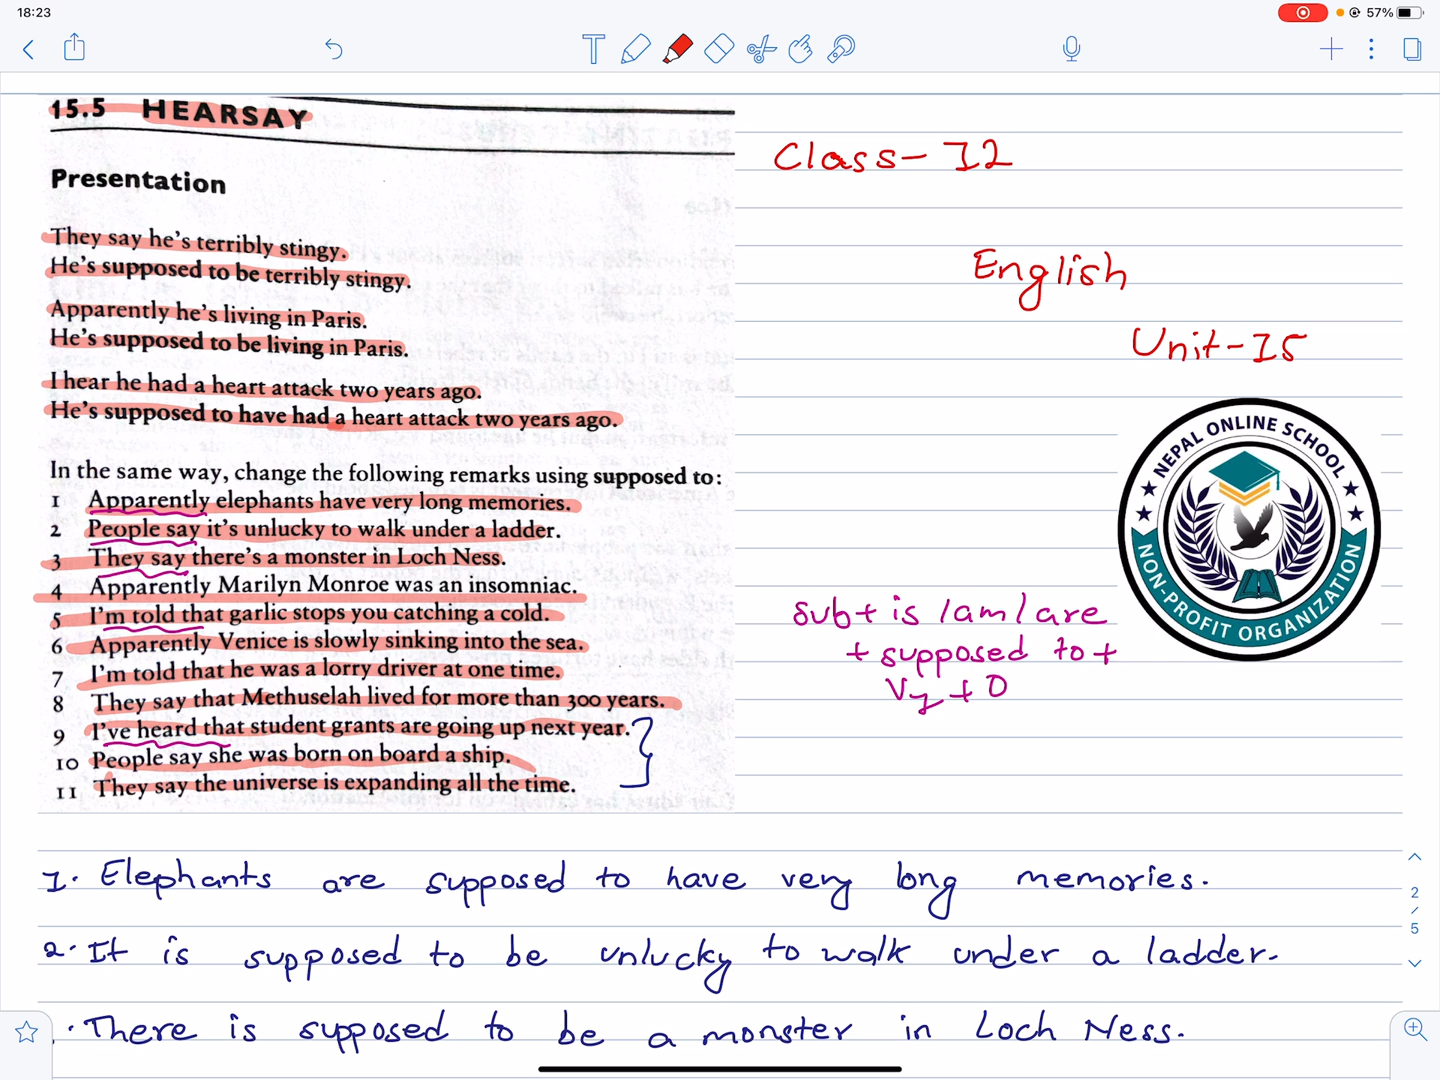 18:23
57%
15.5 HEARSAY
Presentation
They say he's terribly stingy.
He's supposed to be terribly stingy.
Apparently he's living in Paris.
He's supposed to be living in Paris.
I hear he had a heart attack two years ago.
He's supposed to have had a heart attack two years ago.
In the same way, change the following remarks using supposed to:
1 Apparently elephants have very long memories.
2 People say it's unlucky to walk under a ladder.
3 They say there's a monster in Loch Ness.
4 Apparently Marilyn Monroe was an insomniac.
5 I'm told that garlic stops you catching a cold.
6 Apparently Venice is slowly sinking into the sea.
7 I'm told that he was a lorry driver at one time.
8 They say that Methuselah lived for more than 300 years.
9 I've heard that student grants are going up next year.
10 People say she was born on board a ship.
11 They say the universe is expanding all the time.
Class-12
English
Unit-15
NEPAL ONLINE SCHOOL
NON-PROFIT ORGANIZATION
Sub+ is /am/are
+ supposed to +
V1 + O
1. Elephants are supposed to have very long memories.
2. It is supposed to be unlucky to walk under a ladder.
. There is supposed to be a monster in Loch Ness.
2
/
5